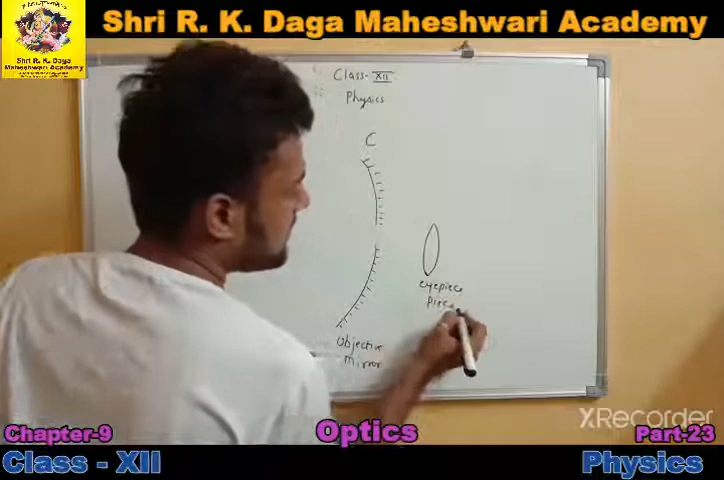 Shri R. K. Daga Maheshwari Academy
Shri R. K. Daga
Maheshwari Academy
Class - XII
Physics
C
eyepiece
piece
Objective
mirror
XRecorder
Chapter-9
Optics
Part-23
Class - XII
Physics